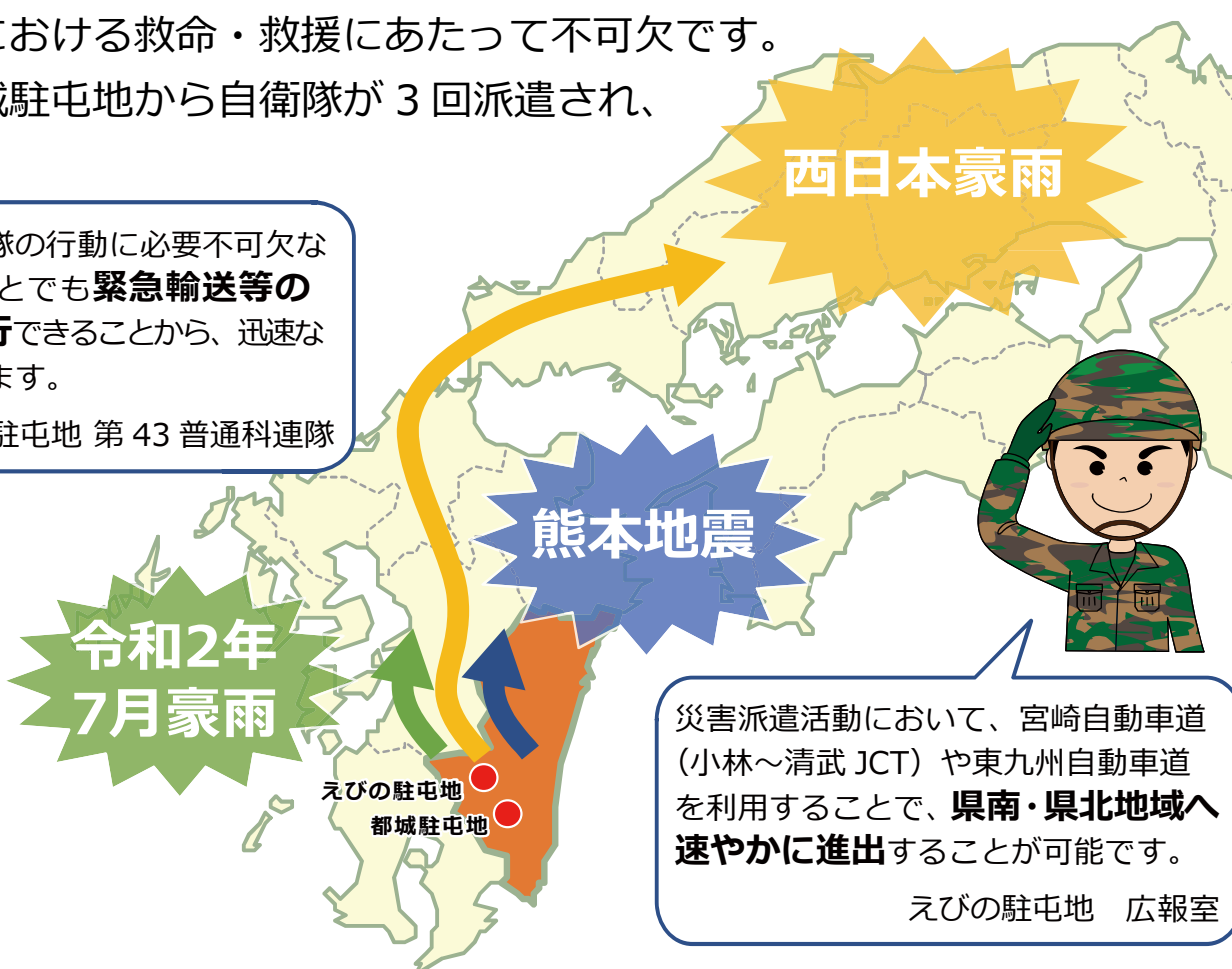 における救命・救援にあたって不可欠です。
駐屯地から自衛隊が3回派遣され、
西日本豪雨
隊の行動に必要不可欠な
とでも緊急輸送等の
行できることから、迅速な
ます。
駐屯地 第43普通科連隊
熊本地震
令和2年
7月豪雨
えびの駐屯地
都城駐屯地
災害派遣活動において、宮崎自動車道
（小林～清武JCT）や東九州自動車道
を利用することで、県南・県北地域へ
速やかに進出することが可能です。
えびの駐屯地　広報室